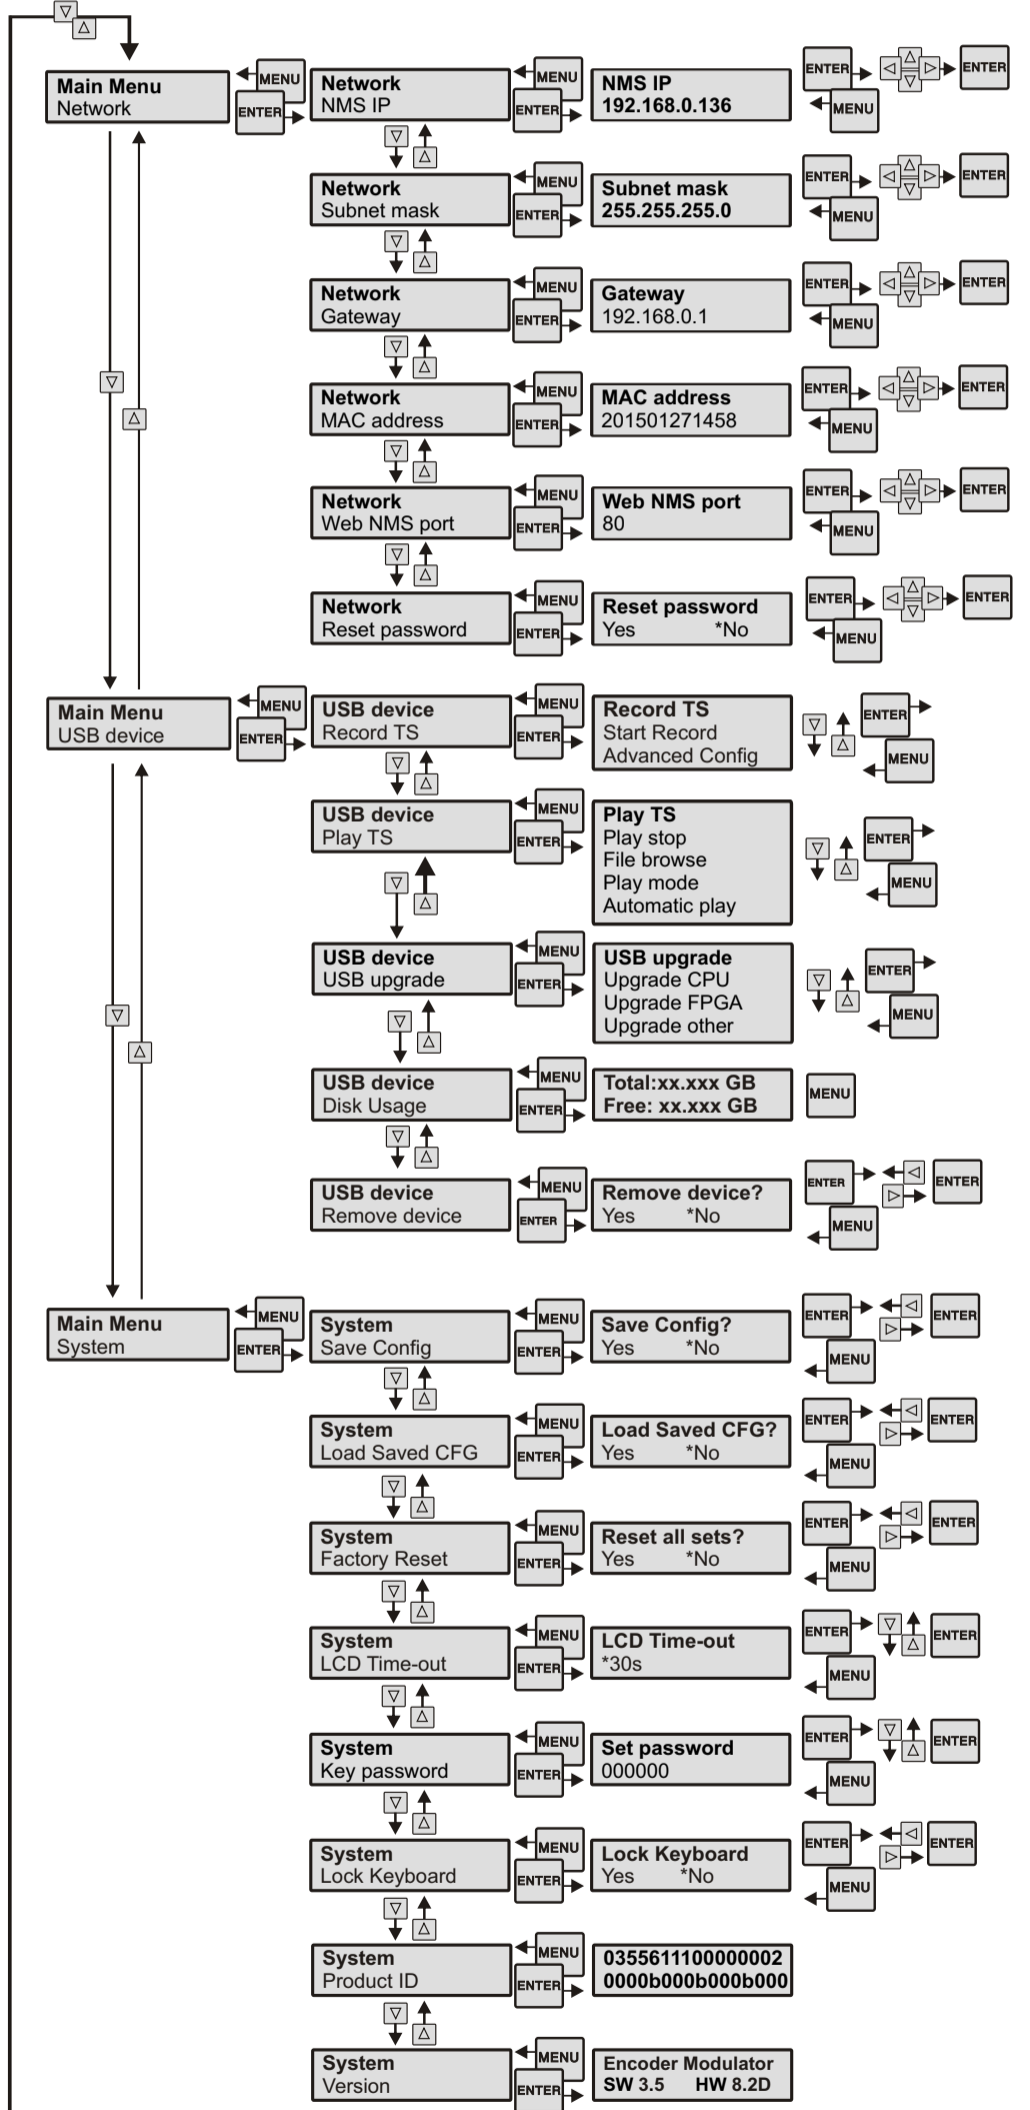 Main Menu
Network
MENU
ENTER
Network
NMS IP
MENU
ENTER
NMS IP
192.168.0.136
ENTER
MENU
ENTER
Network
Subnet mask
MENU
ENTER
Subnet mask
255.255.255.0
ENTER
MENU
ENTER
Network
Gateway
MENU
ENTER
Gateway
192.168.0.1
ENTER
MENU
ENTER
Network
MAC address
MENU
ENTER
MAC address
201501271458
ENTER
MENU
ENTER
Network
Web NMS port
MENU
ENTER
Web NMS port
80
ENTER
MENU
ENTER
Network
Reset password
MENU
ENTER
Reset password
Yes *No
ENTER
MENU
ENTER
Main Menu
USB device
MENU
ENTER
USB device
Record TS
MENU
ENTER
Record TS
Start Record
Advanced Config
ENTER
MENU
USB device
Play TS
MENU
ENTER
Play TS
Play stop
File browse
Play mode
Automatic play
ENTER
MENU
USB device
USB upgrade
MENU
ENTER
USB upgrade
Upgrade CPU
Upgrade FPGA
Upgrade other
ENTER
MENU
USB device
Disk Usage
MENU
ENTER
Total:xx.xxx GB
Free: xx.xxx GB
MENU
USB device
Remove device
MENU
ENTER
Remove device?
Yes *No
ENTER
MENU
ENTER
Main Menu
System
MENU
ENTER
System
Save Config
MENU
ENTER
Save Config?
Yes *No
ENTER
MENU
ENTER
System
Load Saved CFG
MENU
ENTER
Load Saved CFG?
Yes *No
ENTER
MENU
ENTER
System
Factory Reset
MENU
ENTER
Reset all sets?
Yes *No
ENTER
MENU
ENTER
System
LCD Time-out
MENU
ENTER
LCD Time-out
*30s
ENTER
MENU
ENTER
System
Key password
MENU
ENTER
Set password
000000
ENTER
MENU
ENTER
System
Lock Keyboard
MENU
ENTER
Lock Keyboard
Yes *No
ENTER
MENU
ENTER
System
Product ID
MENU
ENTER
0355611100000002
0000b000b000b000
System
Version
MENU
ENTER
Encoder Modulator
SW 3.5 HW 8.2D